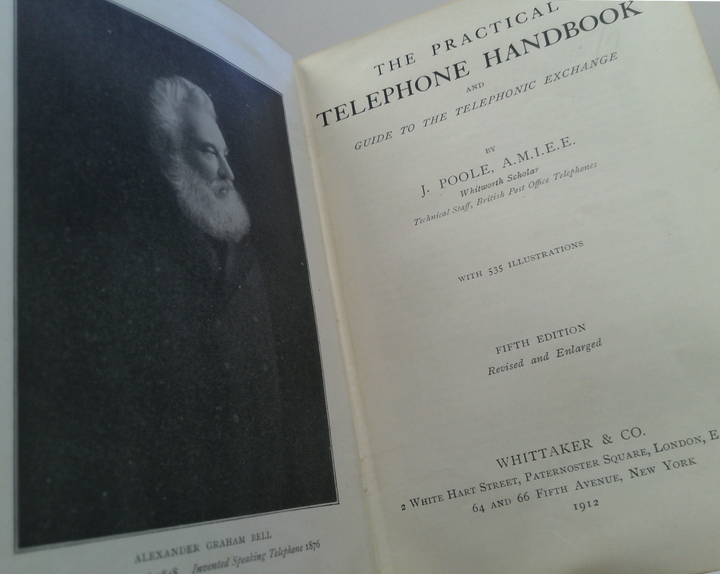 ALEXANDER GRAHAM BELL
Invented Speaking Telephone 1876
THE PRACTICAL
TELEPHONE HANDBOOK
AND
GUIDE TO THE TELEPHONIC EXCHANGE
BY
J. POOLE, A.M.I.E.E.
Whitworth Scholar
Technical Staff, British Post Office Telephones
WITH 535 ILLUSTRATIONS
FIFTH EDITION
Revised and Enlarged
WHITTAKER & CO.
2 WHITE HART STREET, PATERNOSTER SQUARE, LONDON, E
64 AND 66 FIFTH AVENUE, NEW YORK
1912